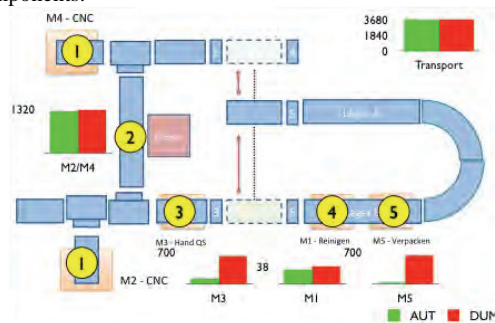 mponents.
M4 - CNC
1
3680
1840
0
Transport
1320
2
M2/M4
3
4
5
M3 - Hand QS
M1 - Reinigen
M5 - Verpacken
1
M2 - CNC
700
38
700
M3
M1
M5
AUT
DUM